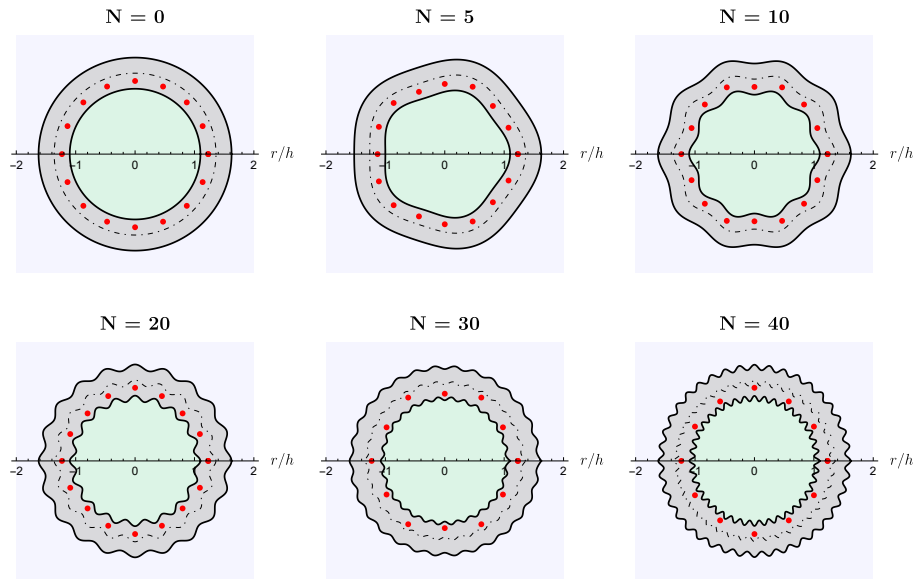 N = 0
N = 5
N = 10
-2 -1 0 1 2 r/h
-2 -1 0 1 2 r/h
-2 -1 0 1 2 r/h
N = 20
N = 30
N = 40
-2 -1 0 1 2 r/h
-2 -1 0 1 2 r/h
-2 -1 0 1 2 r/h